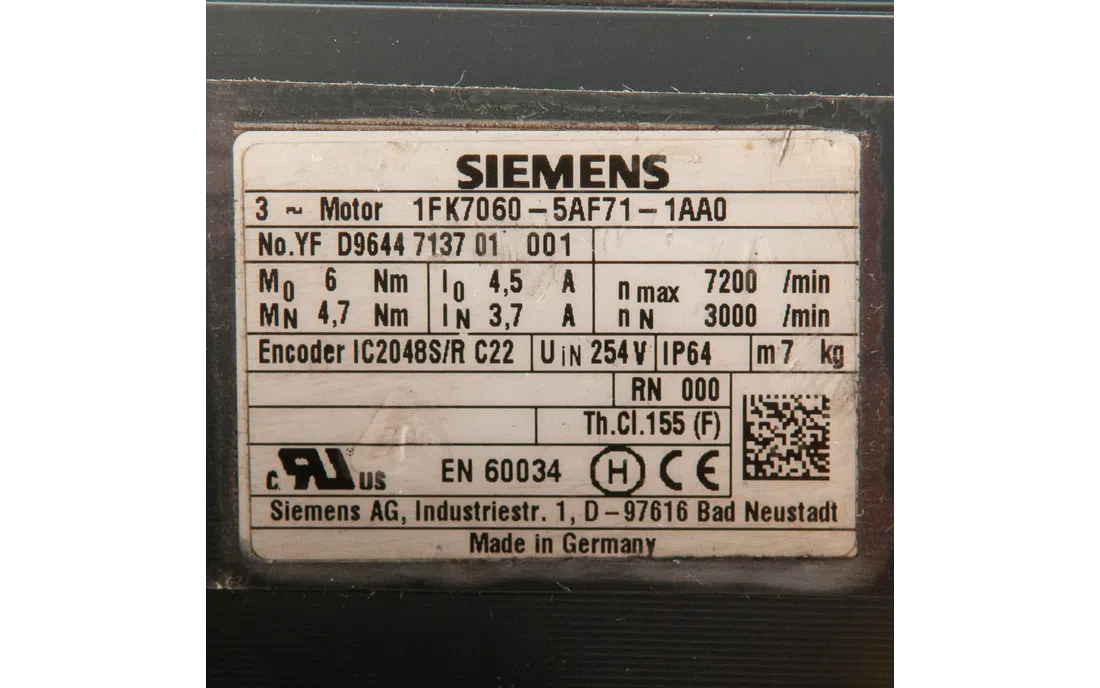 SIEMENS
3 ~ Motor 1FK7060-5AF71-1AA0
No.YF D9644 7137 01 001
M0 6 Nm I0 4,5 A n max 7200 /min
MN 4,7 Nm IN 3,7 A n N 3000 /min
Encoder IC2048S/R C22 UIN 254 V IP64 m 7 kg
RN 000
Th.Cl.155 (F)
c RU US EN 60034 H CE
Siemens AG, Industriestr. 1, D-97616 Bad Neustadt
Made in Germany